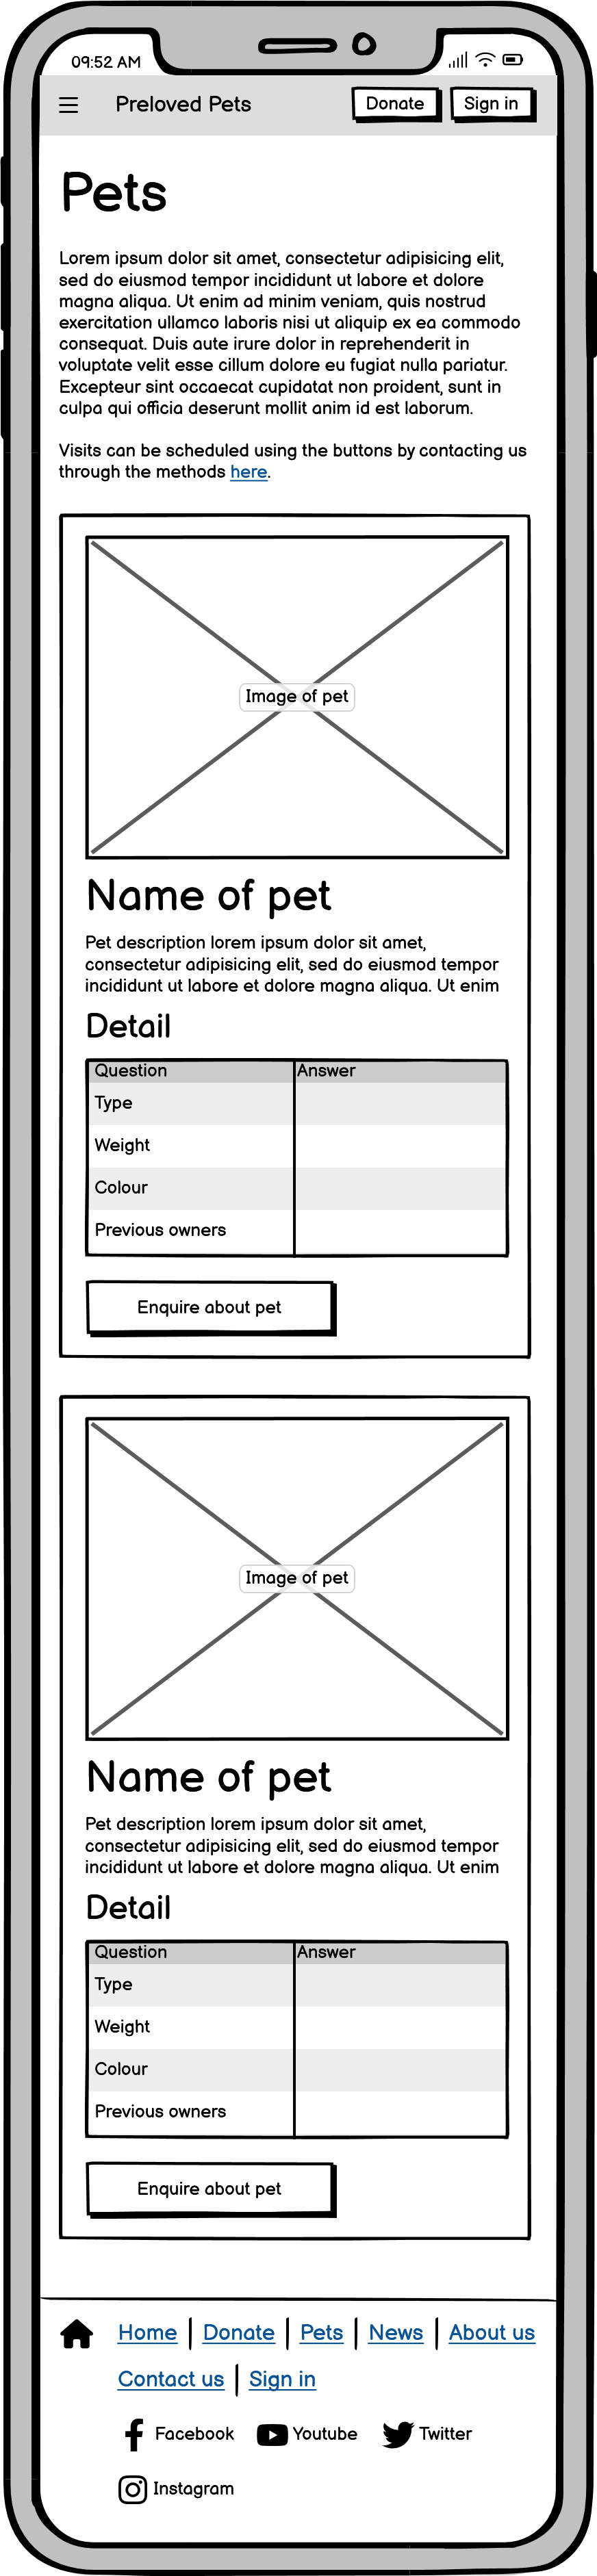 09:52 AM
Preloved Pets
Donate
Sign in
Pets
Lorem ipsum dolor sit amet, consectetur adipisicing elit,
sed do eiusmod tempor incididunt ut labore et dolore
magna aliqua. Ut enim ad minim veniam, quis nostrud
exercitation ullamco laboris nisi ut aliquip ex ea commodo
consequat. Duis aute irure dolor in reprehenderit in
voluptate velit esse cillum dolore eu fugiat nulla pariatur.
Excepteur sint occaecat cupidatat non proident, sunt in
culpa qui officia deserunt mollit anim id est laborum.
Visits can be scheduled using the buttons by contacting us
through the methods here.
Image of pet
Name of pet
Pet description lorem ipsum dolor sit amet,
consectetur adipisicing elit, sed do eiusmod tempor
incididunt ut labore et dolore magna aliqua. Ut enim
Detail
Question Answer
Type
Weight
Colour
Previous owners
Enquire about pet
Image of pet
Name of pet
Pet description lorem ipsum dolor sit amet,
consectetur adipisicing elit, sed do eiusmod tempor
incididunt ut labore et dolore magna aliqua. Ut enim
Detail
Question Answer
Type
Weight
Colour
Previous owners
Enquire about pet
Home | Donate | Pets | News | About us
Contact us | Sign in
Facebook Youtube Twitter
Instagram